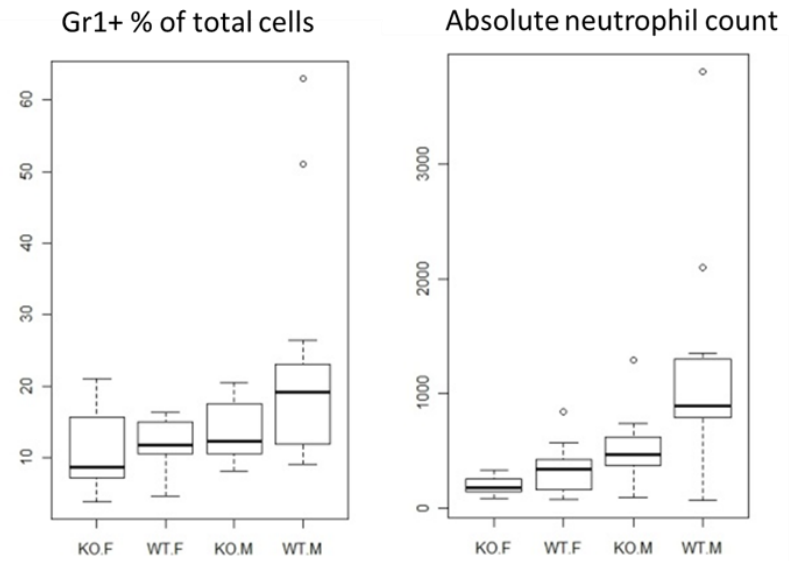 Gr1+ % of total cells
60
50
40
30
20
10
KO.F WT.F KO.M WT.M
Absolute neutrophil count
3000
2000
1000
0
KO.F WT.F KO.M WT.M